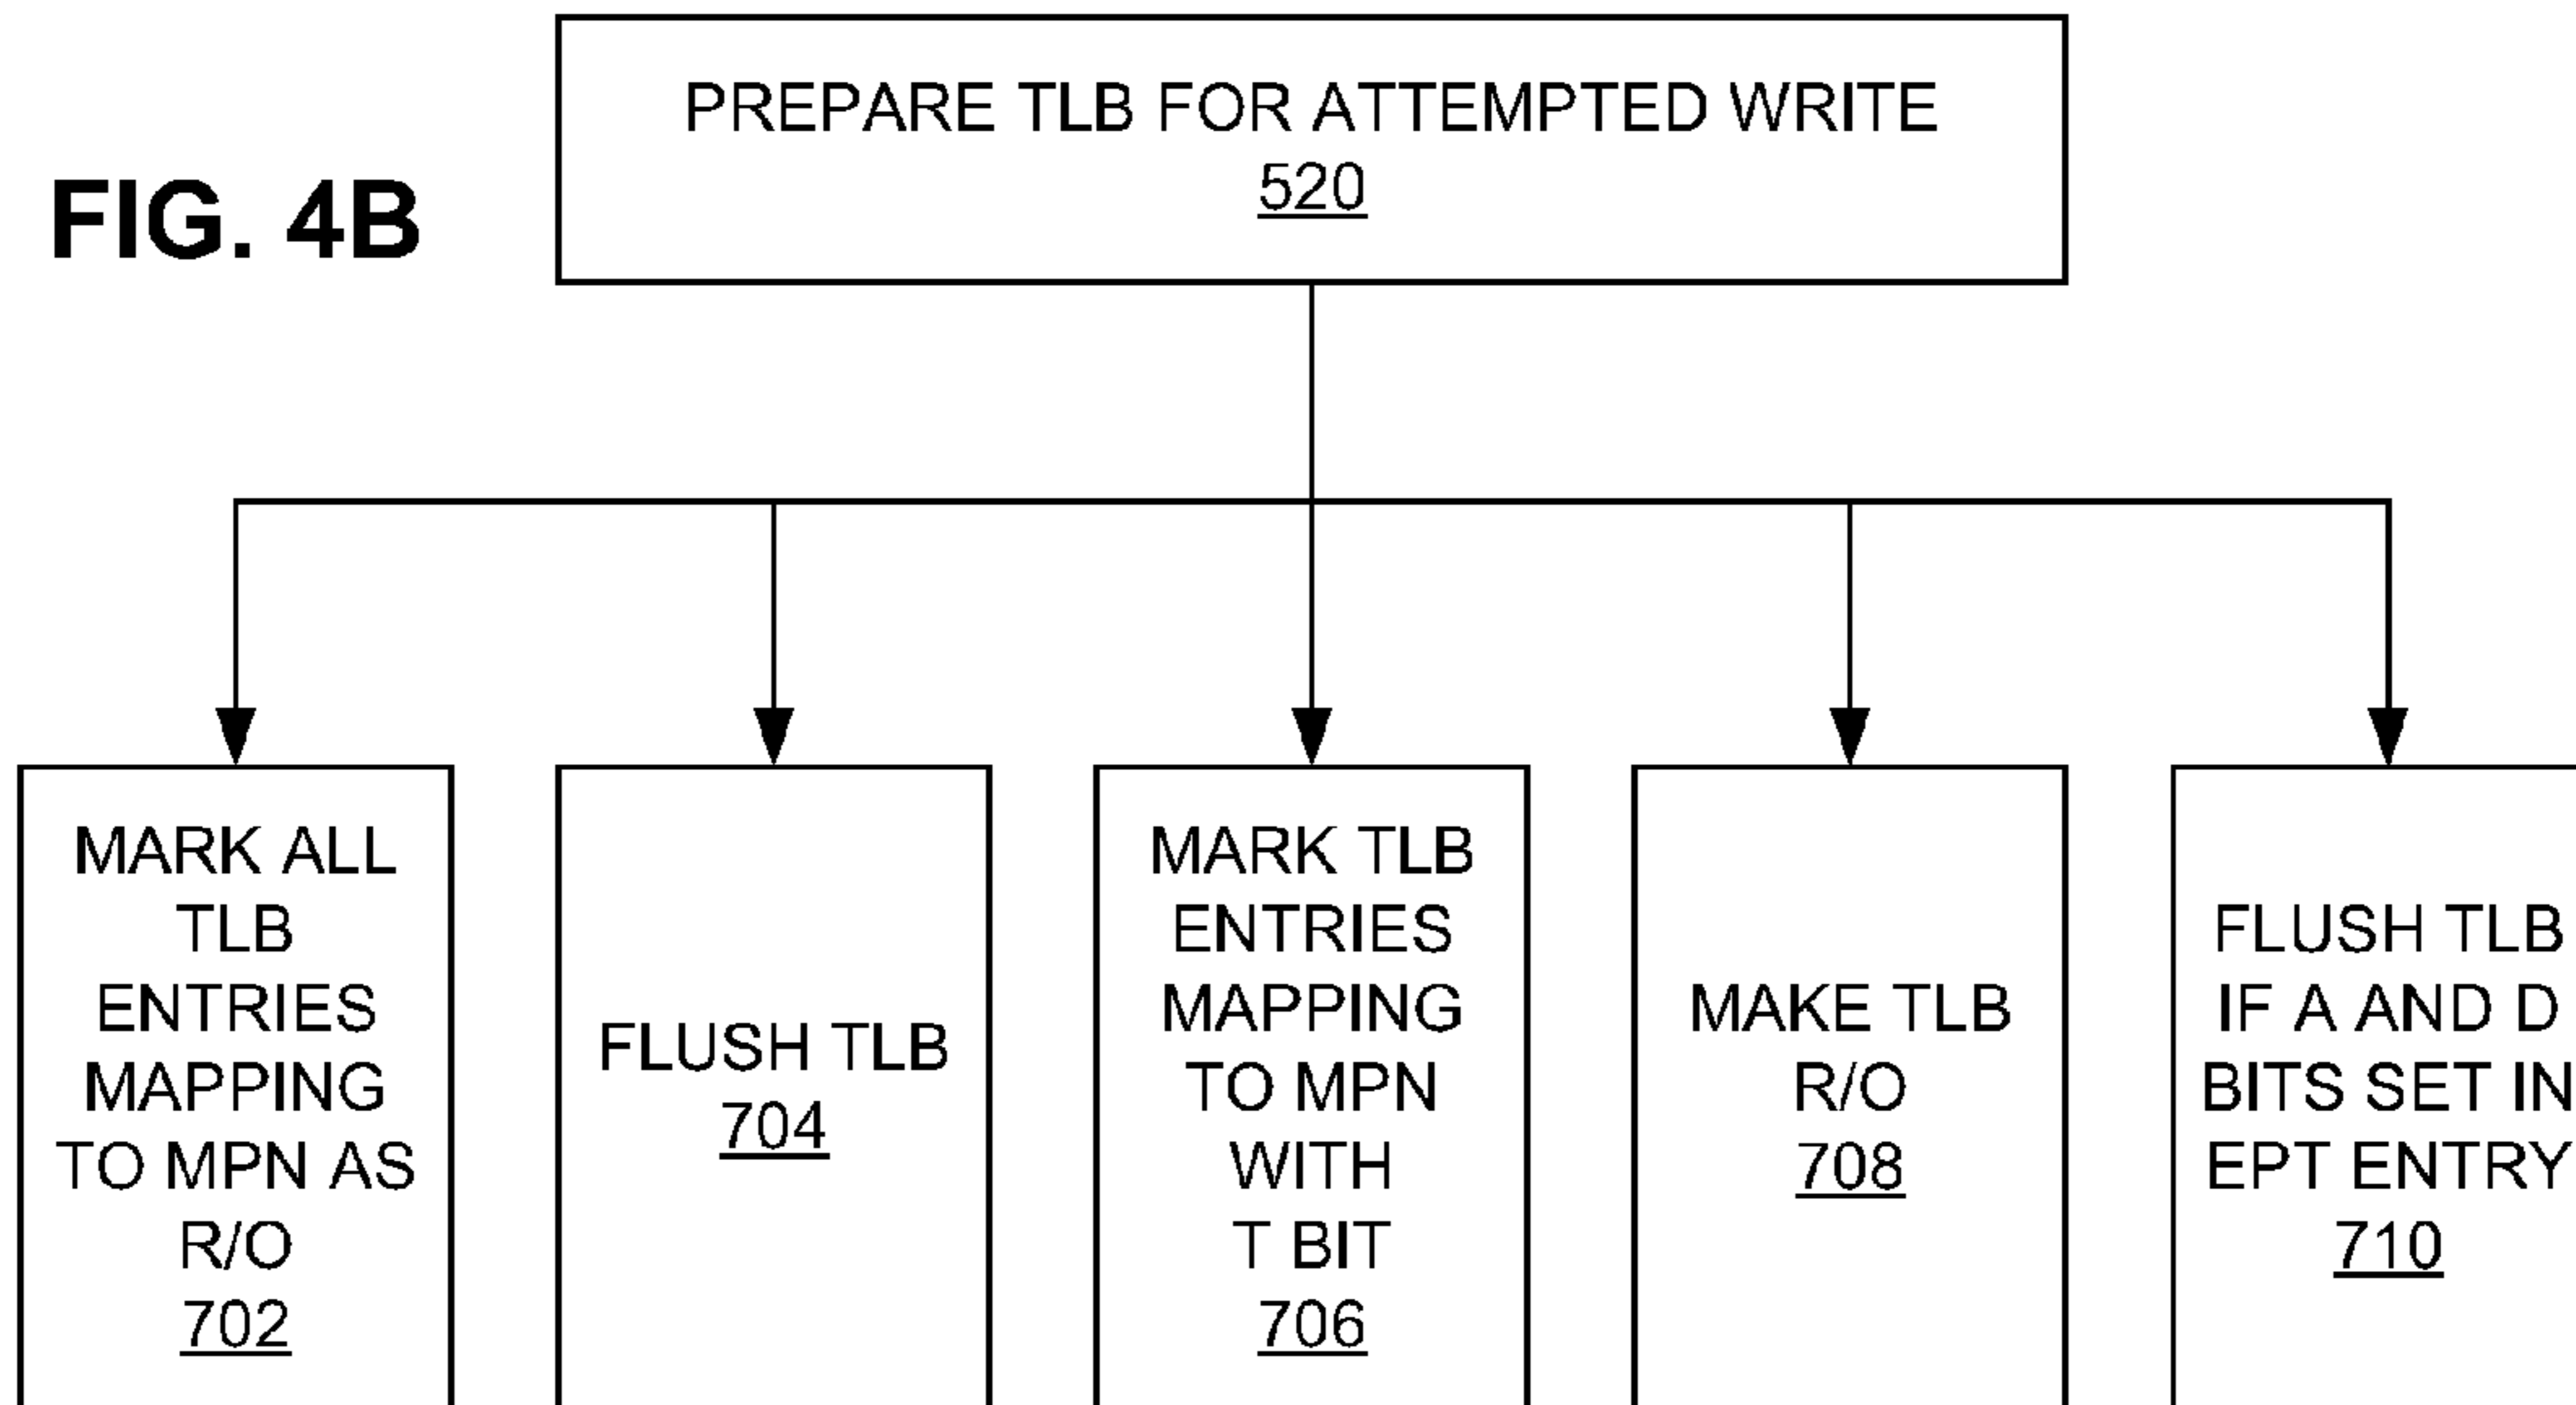 PREPARE TLB FOR ATTEMPTED WRITE
520
FIG. 4B
MARK ALL
TLB
ENTRIES
MAPPING
TO MPN AS
R/O
702
FLUSH TLB
704
MARK TLB
ENTRIES
MAPPING
TO MPN
WITH
T BIT
706
MAKE TLB
R/O
708
FLUSH TLB
IF A AND D
BITS SET IN
EPT ENTRY
710